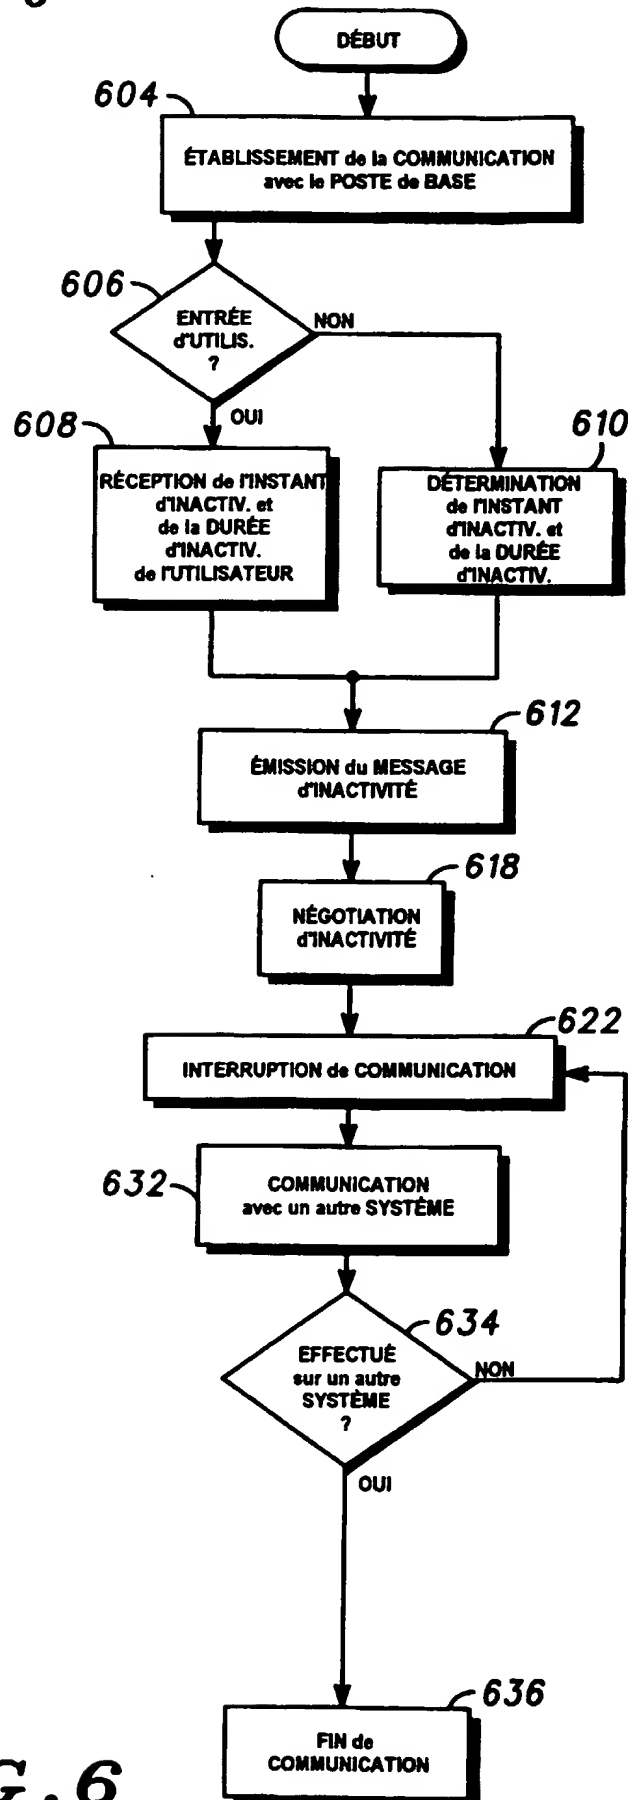 DÉBUT
604
ÉTABLISSEMENT de la COMMUNICATION
avec le POSTE de BASE
606
ENTRÉE
d'UTILIS.
?
NON
OUI
608
RÉCEPTION de l'INSTANT
d'INACTIV. et
de la DURÉE
d'INACTIV.
de l'UTILISATEUR
610
DÉTERMINATION
de l'INSTANT
d'INACTIV. et
de la DURÉE
d'INACTIV.
612
ÉMISSION du MESSAGE
d'INACTIVITÉ
618
NÉGOTIATION
d'INACTIVITÉ
622
INTERRUPTION de COMMUNICATION
632
COMMUNICATION
avec un autre SYSTÈME
634
EFFECTUÉ
sur un autre
SYSTÈME
?
NON
OUI
636
FIN de
COMMUNICATION
G.6